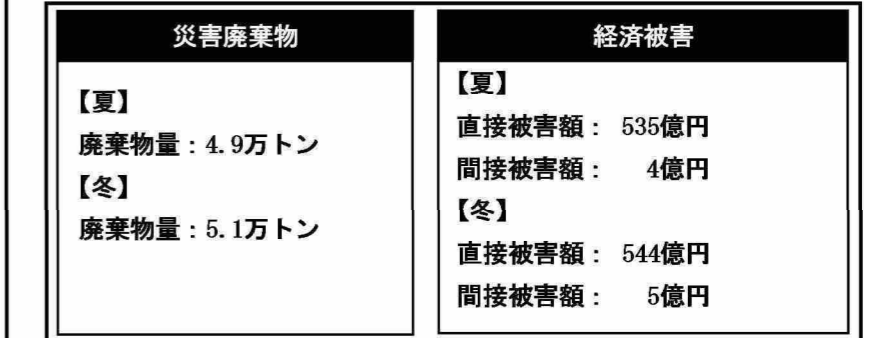 災害廃棄物
【夏】
廃棄物量：4.9万トン
【冬】
廃棄物量：5.1万トン
経済被害
【夏】
直接被害額： 535億円
間接被害額： 4億円
【冬】
直接被害額： 544億円
間接被害額： 5億円